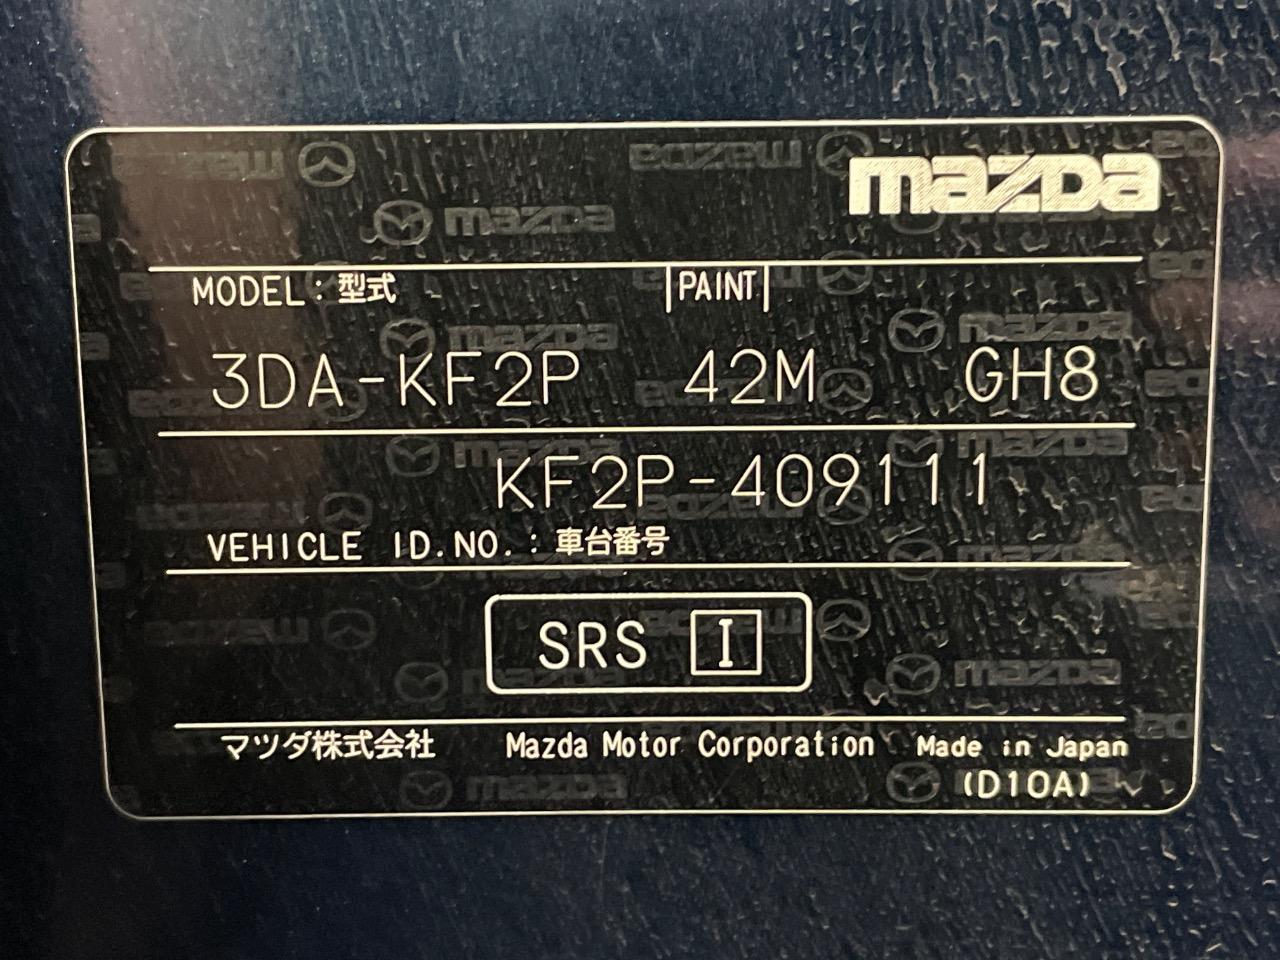 mazda
MODEL : 型式 PAINT
3DA-KF2P 42M GH8
KF2P-409111
VEHICLE ID.NO. : 車台番号
SRS I
マツダ株式会社 Mazda Motor Corporation Made in Japan
(D10A)